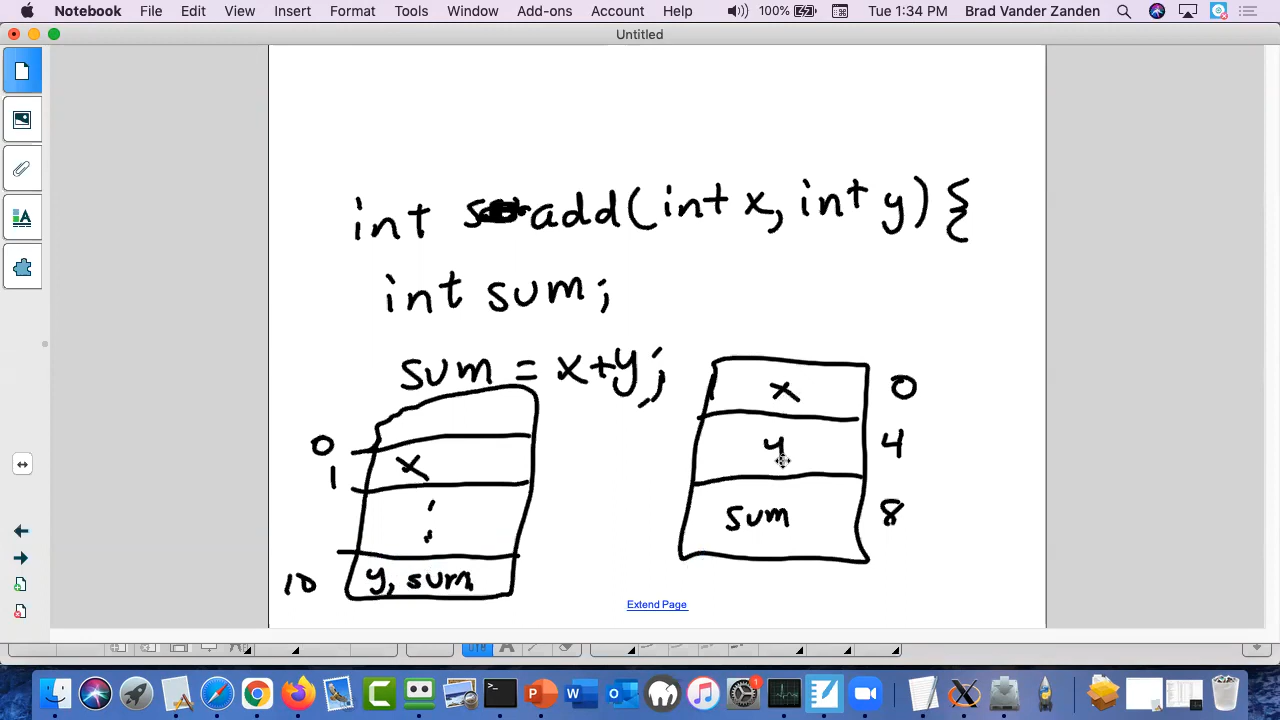 Notebook File Edit View Insert Format Tools Window Add-ons Account Help 100% Tue 1:34 PM Brad Vander Zanden
Untitled
int add(int x, int y) {
int sum;
sum = x+y;
0
1 x
:
10 y, sum
x 0
y 4
sum 8
Extend Page